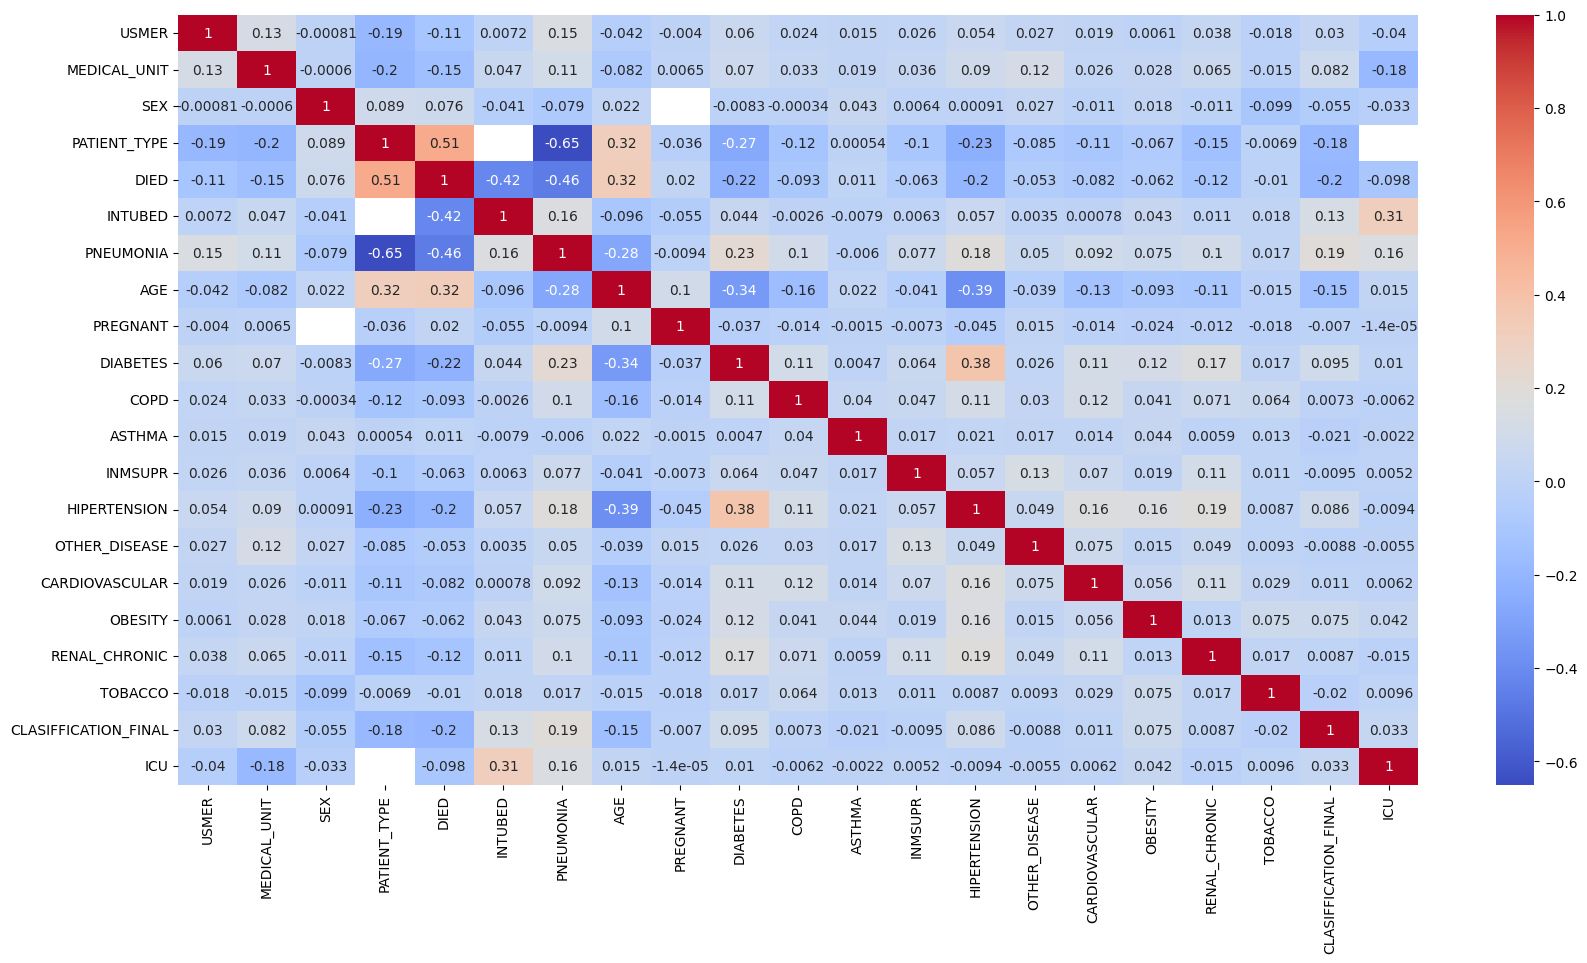 USMER 1 0.13 -0.00081 -0.19 -0.11 0.0072 0.15 -0.042 -0.004 0.06 0.024 0.015 0.026 0.054 0.027 0.019 0.0061 0.038 -0.018 0.03 -0.04
MEDICAL_UNIT 0.13 1 -0.0006 -0.2 -0.15 0.047 0.11 -0.082 0.0065 0.07 0.033 0.019 0.036 0.09 0.12 0.026 0.028 0.065 -0.015 0.082 -0.18
SEX -0.00081 -0.0006 1 0.089 0.076 -0.041 -0.079 0.022 -0.0083 -0.00034 0.043 0.0064 0.00091 0.027 -0.011 0.018 -0.011 -0.099 -0.055 -0.033
PATIENT_TYPE -0.19 -0.2 0.089 1 0.51 -0.65 0.32 -0.036 -0.27 -0.12 0.00054 -0.1 -0.23 -0.085 -0.11 -0.067 -0.15 -0.0069 -0.18
DIED -0.11 -0.15 0.076 0.51 1 -0.42 -0.46 0.32 0.02 -0.22 -0.093 0.011 -0.063 -0.2 -0.053 -0.082 -0.062 -0.12 -0.01 -0.2 -0.098
INTUBED 0.0072 0.047 -0.041 -0.42 1 0.16 -0.096 -0.055 0.044 -0.0026 -0.0079 0.0063 0.057 0.0035 0.00078 0.043 0.011 0.018 0.13 0.31
PNEUMONIA 0.15 0.11 -0.079 -0.65 -0.46 0.16 1 -0.28 -0.0094 0.23 0.1 -0.006 0.077 0.18 0.05 0.092 0.075 0.1 0.017 0.19 0.16
AGE -0.042 -0.082 0.022 0.32 0.32 -0.096 -0.28 1 0.1 -0.34 -0.16 0.022 -0.041 -0.39 -0.039 -0.13 -0.093 -0.11 -0.015 -0.15 0.015
PREGNANT -0.004 0.0065 -0.036 0.02 -0.055 -0.0094 0.1 1 -0.037 -0.014 -0.0015 -0.0073 -0.045 0.015 -0.014 -0.024 -0.012 -0.018 -0.007 -1.4e-05
DIABETES 0.06 0.07 -0.0083 -0.27 -0.22 0.044 0.23 -0.34 -0.037 1 0.11 0.0047 0.064 0.38 0.026 0.11 0.12 0.17 0.017 0.095 0.01
COPD 0.024 0.033 -0.00034 -0.12 -0.093 -0.0026 0.1 -0.16 -0.014 0.11 1 0.04 0.047 0.11 0.03 0.12 0.041 0.071 0.064 0.0073 -0.0062
ASTHMA 0.015 0.019 0.043 0.00054 0.011 -0.0079 -0.006 0.022 -0.0015 0.0047 0.04 1 0.017 0.021 0.017 0.014 0.044 0.0059 0.013 -0.021 -0.0022
INMSUPR 0.026 0.036 0.0064 -0.1 -0.063 0.0063 0.077 -0.041 -0.0073 0.064 0.047 0.017 1 0.057 0.13 0.07 0.019 0.11 0.011 -0.0095 0.0052
HIPERTENSION 0.054 0.09 0.00091 -0.23 -0.2 0.057 0.18 -0.39 -0.045 0.38 0.11 0.021 0.057 1 0.049 0.16 0.16 0.19 0.0087 0.086 -0.0094
OTHER_DISEASE 0.027 0.12 0.027 -0.085 -0.053 0.0035 0.05 -0.039 0.015 0.026 0.03 0.017 0.13 0.049 1 0.075 0.015 0.049 0.0093 -0.0088 -0.0055
CARDIOVASCULAR 0.019 0.026 -0.011 -0.11 -0.082 0.00078 0.092 -0.13 -0.014 0.11 0.12 0.014 0.07 0.16 0.075 1 0.056 0.11 0.029 0.011 0.0062
OBESITY 0.0061 0.028 0.018 -0.067 -0.062 0.043 0.075 -0.093 -0.024 0.12 0.041 0.044 0.019 0.16 0.015 0.056 1 0.013 0.075 0.075 0.042
RENAL_CHRONIC 0.038 0.065 -0.011 -0.15 -0.12 0.011 0.1 -0.11 -0.012 0.17 0.071 0.0059 0.11 0.19 0.049 0.11 0.013 1 0.017 0.0087 -0.015
TOBACCO -0.018 -0.015 -0.099 -0.0069 -0.01 0.018 0.017 -0.015 -0.018 0.017 0.064 0.013 0.011 0.0087 0.0093 0.029 0.075 0.017 1 -0.02 0.0096
CLASIFFICATION_FINAL 0.03 0.082 -0.055 -0.18 -0.2 0.13 0.19 -0.15 -0.007 0.095 0.0073 -0.021 -0.0095 0.086 -0.0088 0.011 0.075 0.0087 -0.02 1 0.033
ICU -0.04 -0.18 -0.033 -0.098 0.31 0.16 0.015 -1.4e-05 0.01 -0.0062 -0.0022 0.0052 -0.0094 -0.0055 0.0062 0.042 -0.015 0.0096 0.033 1
USMER
MEDICAL_UNIT
SEX
PATIENT_TYPE
DIED
INTUBED
PNEUMONIA
AGE
PREGNANT
DIABETES
COPD
ASTHMA
INMSUPR
HIPERTENSION
OTHER_DISEASE
CARDIOVASCULAR
OBESITY
RENAL_CHRONIC
TOBACCO
CLASIFFICATION_FINAL
ICU
1.0
0.8
0.6
0.4
0.2
0.0
−0.2
−0.4
−0.6